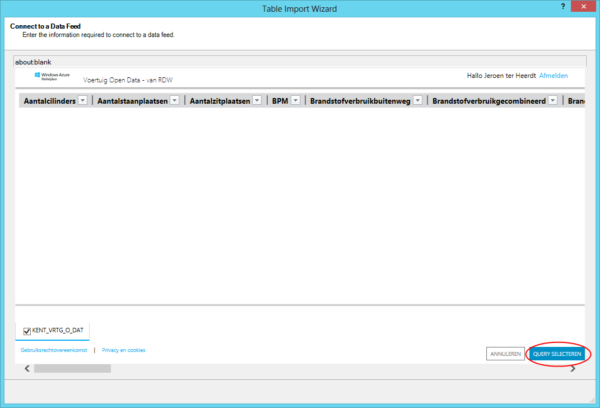 Table Import Wizard
Connect to a Data Feed
Enter the information required to connect to a data feed.
about:blank
Windows Azure
Marketplace
Voertuig Open Data - van RDW
Hallo Jeroen ter Heerdt Afmelden
Aantalcilinders Aantalstaanplaatsen Aantalzitplaatsen BPM Brandstofverbruikbuitenweg Brandstofverbruikgecombineerd Bran
KENT_VRTG_O_DAT
Gebruiksrechtovereenkomst | Privacy en cookies
ANNULEREN QUERY SELECTEREN